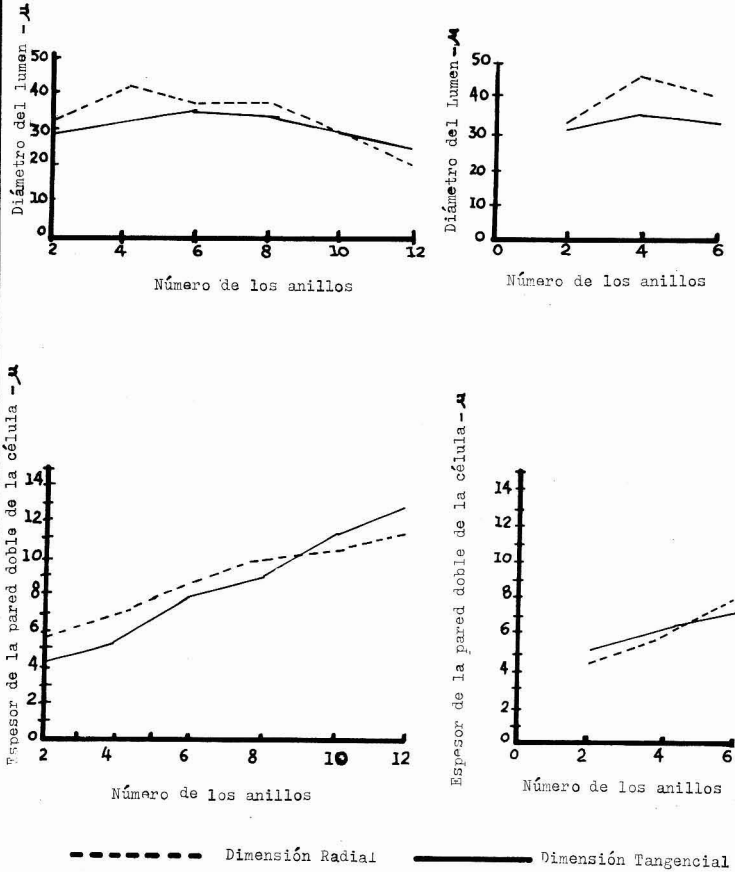 Diámetro del lumen - μ
50
40
30
20
10
0
2 4 6 8 10 12
Número de los anillos
Diámetro del Lumen - μ
50
40
30
20
10
0
0 2 4 6
Número de los anillos
Espesor de la pared doble de la célula - μ
14
12
10
8
6
4
2
0
2 4 6 8 10 12
Número de los anillos
Espesor de la pared doble de la célula - μ
14
12
10
8
6
4
2
0
0 2 4 6
Número de los anillos
Dimensión Radial
Dimensión Tangencial